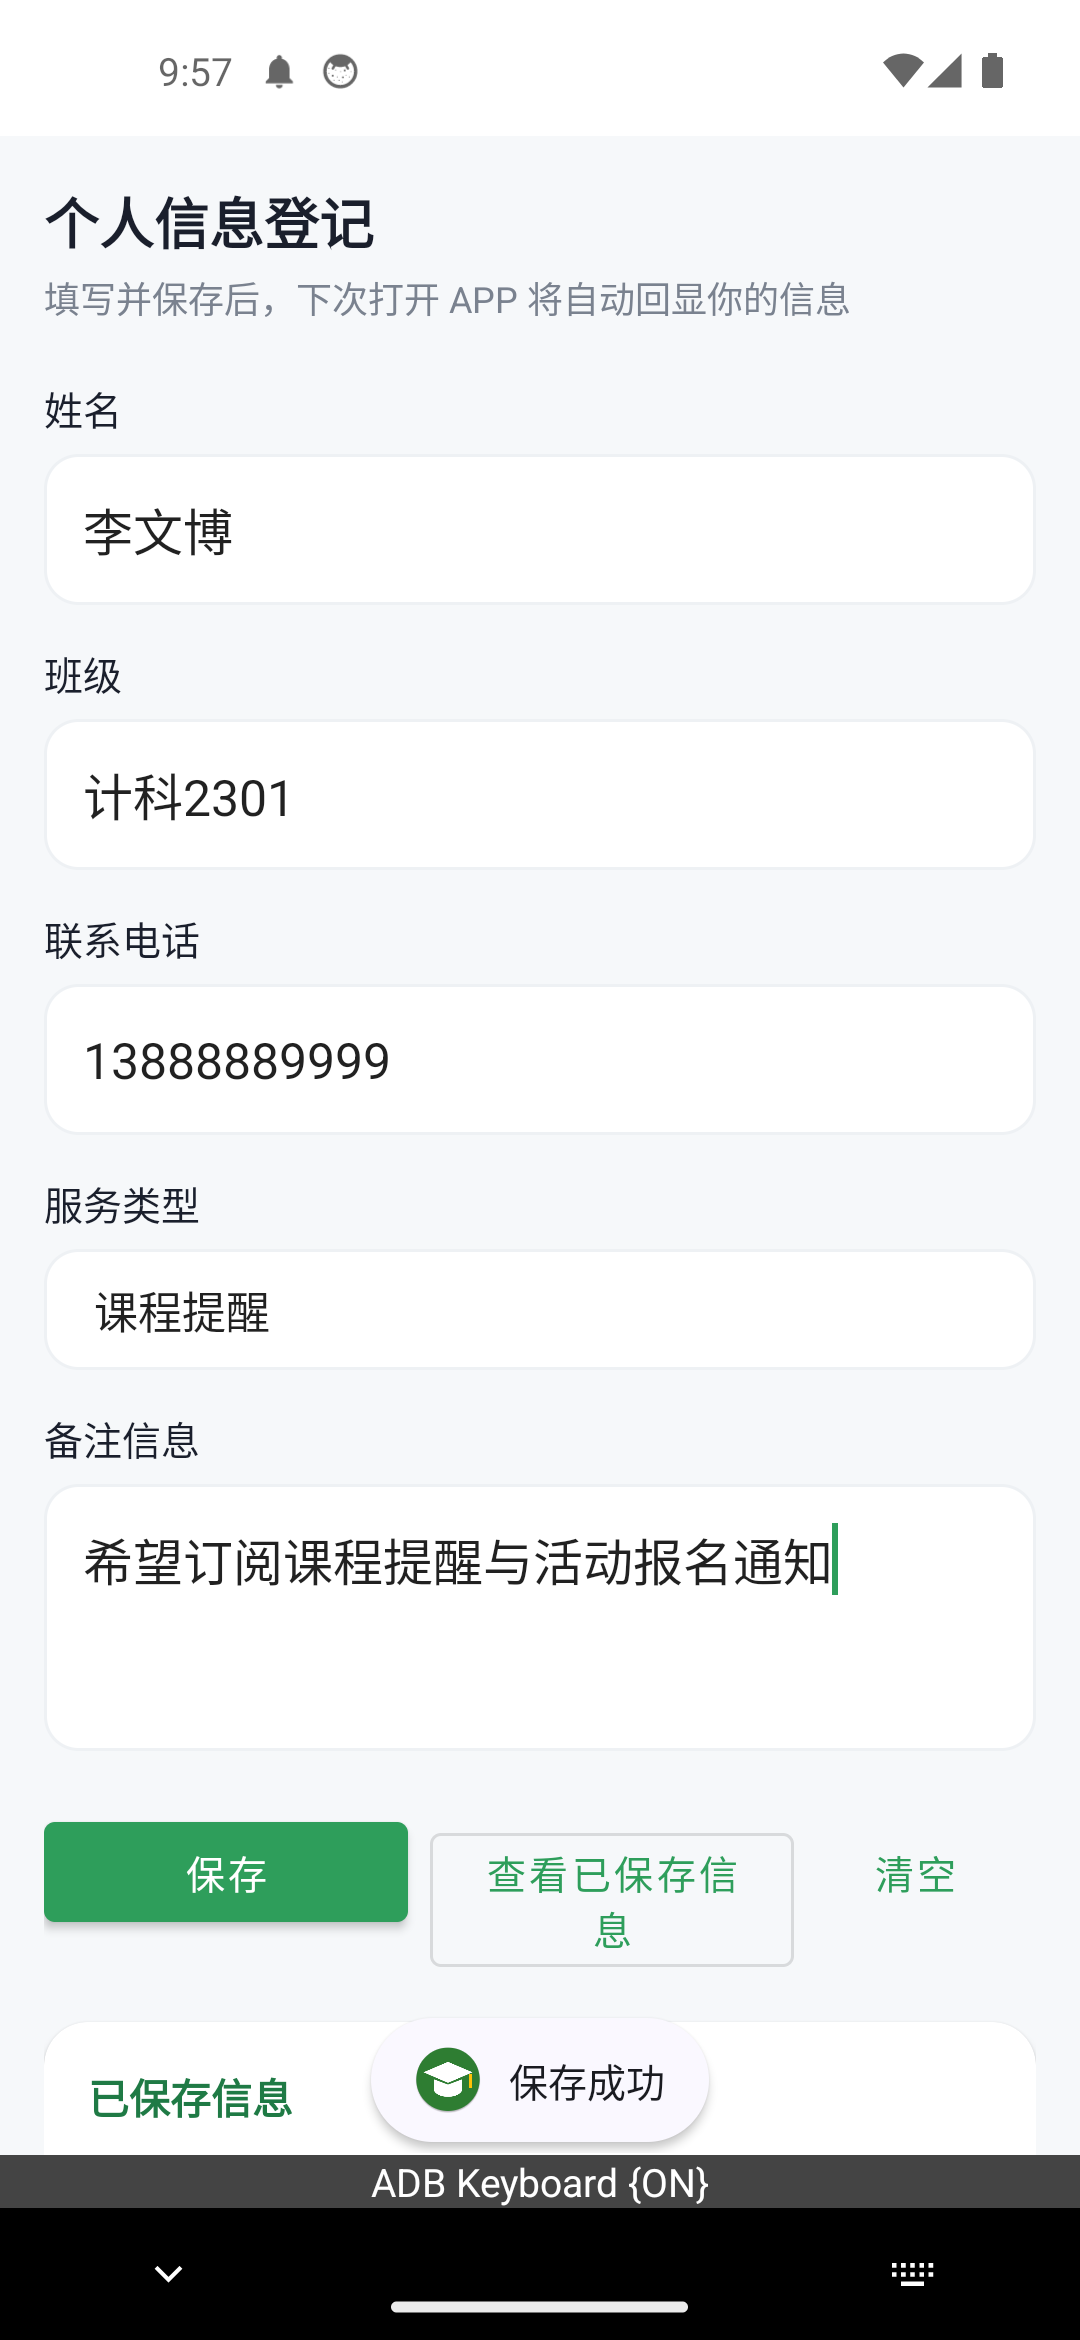 9:57
个人信息登记
填写并保存后，下次打开 APP 将自动回显你的信息
姓名
李文博
班级
计科2301
联系电话
13888889999
服务类型
课程提醒
备注信息
希望订阅课程提醒与活动报名通知
保存
查看已保存信
息
清空
已保存信息
保存成功
ADB Keyboard {ON}